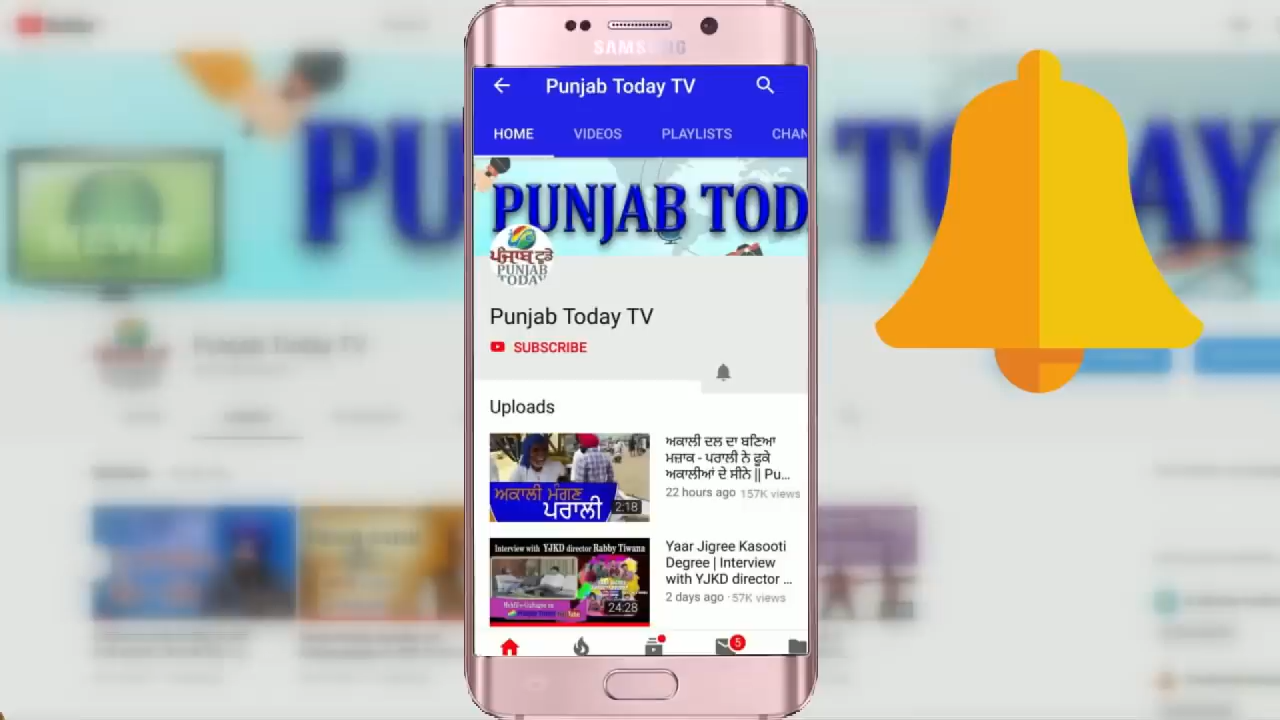 SAMSUNG
Punjab Today TV
HOME VIDEOS PLAYLISTS CHAN
PUNJAB TOD
ਪੰਜਾਬ ਟੂਡੇ
PUNJAB
TODAY
Punjab Today TV
SUBSCRIBE
Uploads
ਅਕਾਲੀ ਮੰਗਣ
ਪਰਾਲੀ
2:18
ਅਕਾਲੀ ਦਲ ਦਾ ਬਣਿਆ
ਮਜ਼ਾਕ - ਪਰਾਲੀ ਨੇ ਫੂਕੇ
ਅਕਾਲੀਆਂ ਦੇ ਸੀਨੇ || Pu...
22 hours ago 157K views
Interview with YJKD director Rabby Tiwana
24:28
Yaar Jigree Kasooti
Degree | Interview
with YJKD director ...
2 days ago · 57K views
5
PU
TODAY